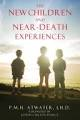 THE
NEW CHILDREN
AND
NEAR-DEATH
EXPERIENCES
P.M.H. ATWATER, L.H.D.